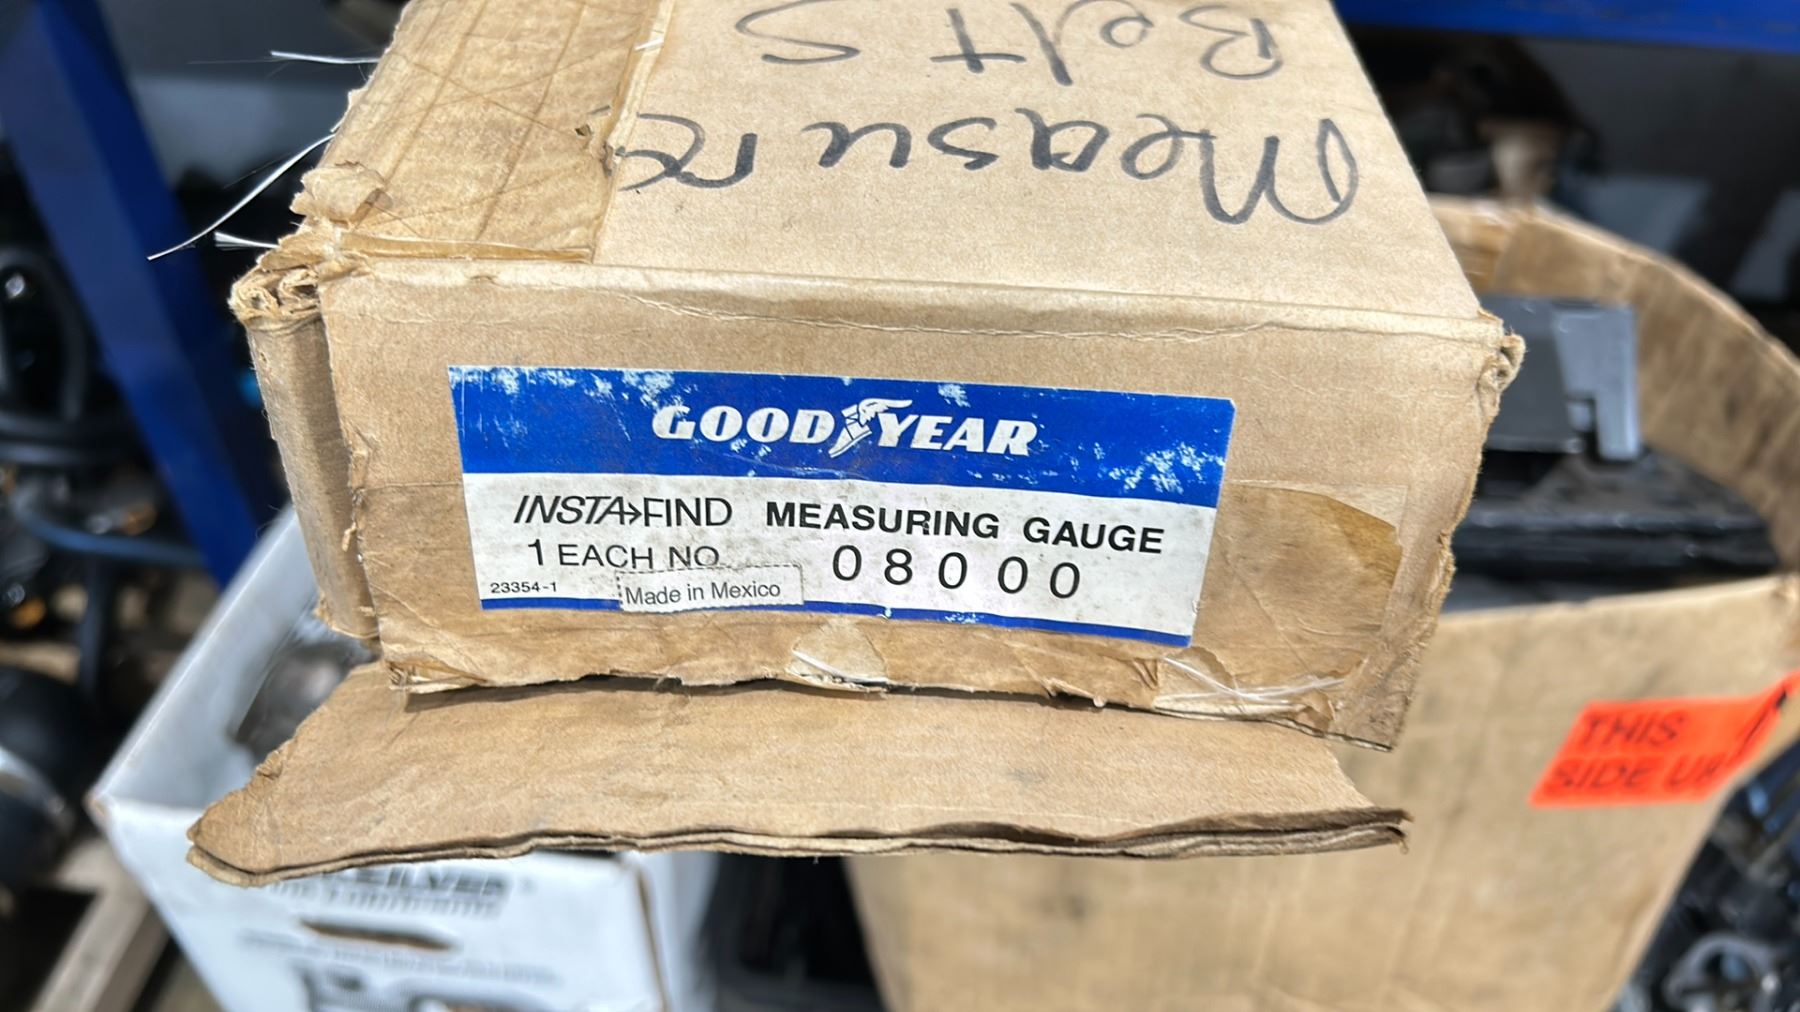 Measure
Belts
GOODYEAR
INSTA>FIND MEASURING GAUGE
1 EACH NO. 08000
23354-1
Made in Mexico
THIS
SIDE UP